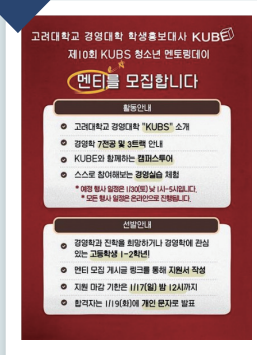 고려대학교 경영대학 학생홍보대사 KUBE
제10회 KUBS 청소년 멘토링데이
멘티를 모집합니다
활동안내
고려대학교 경영대학 "KUBS" 소개
경영학 7전공 및 3트랙 안내
KUBE와 함께하는 캠퍼스투어
스스로 참여해보는 경영실습 체험
* 예정 행사 일정은 1/30(토) 낮 1시-5시입니다.
* 모든 행사 일정은 온라인으로 진행됩니다.
선발안내
경영학과 진학을 희망하거나 경영학에 관심
있는 고등학생 1-2학년!
멘티 모집 게시글 링크를 통해 지원서 작성
지원 마감 기한은 1/17(일) 밤 12시까지
합격자는 1/19(화)에 개인 문자로 발표